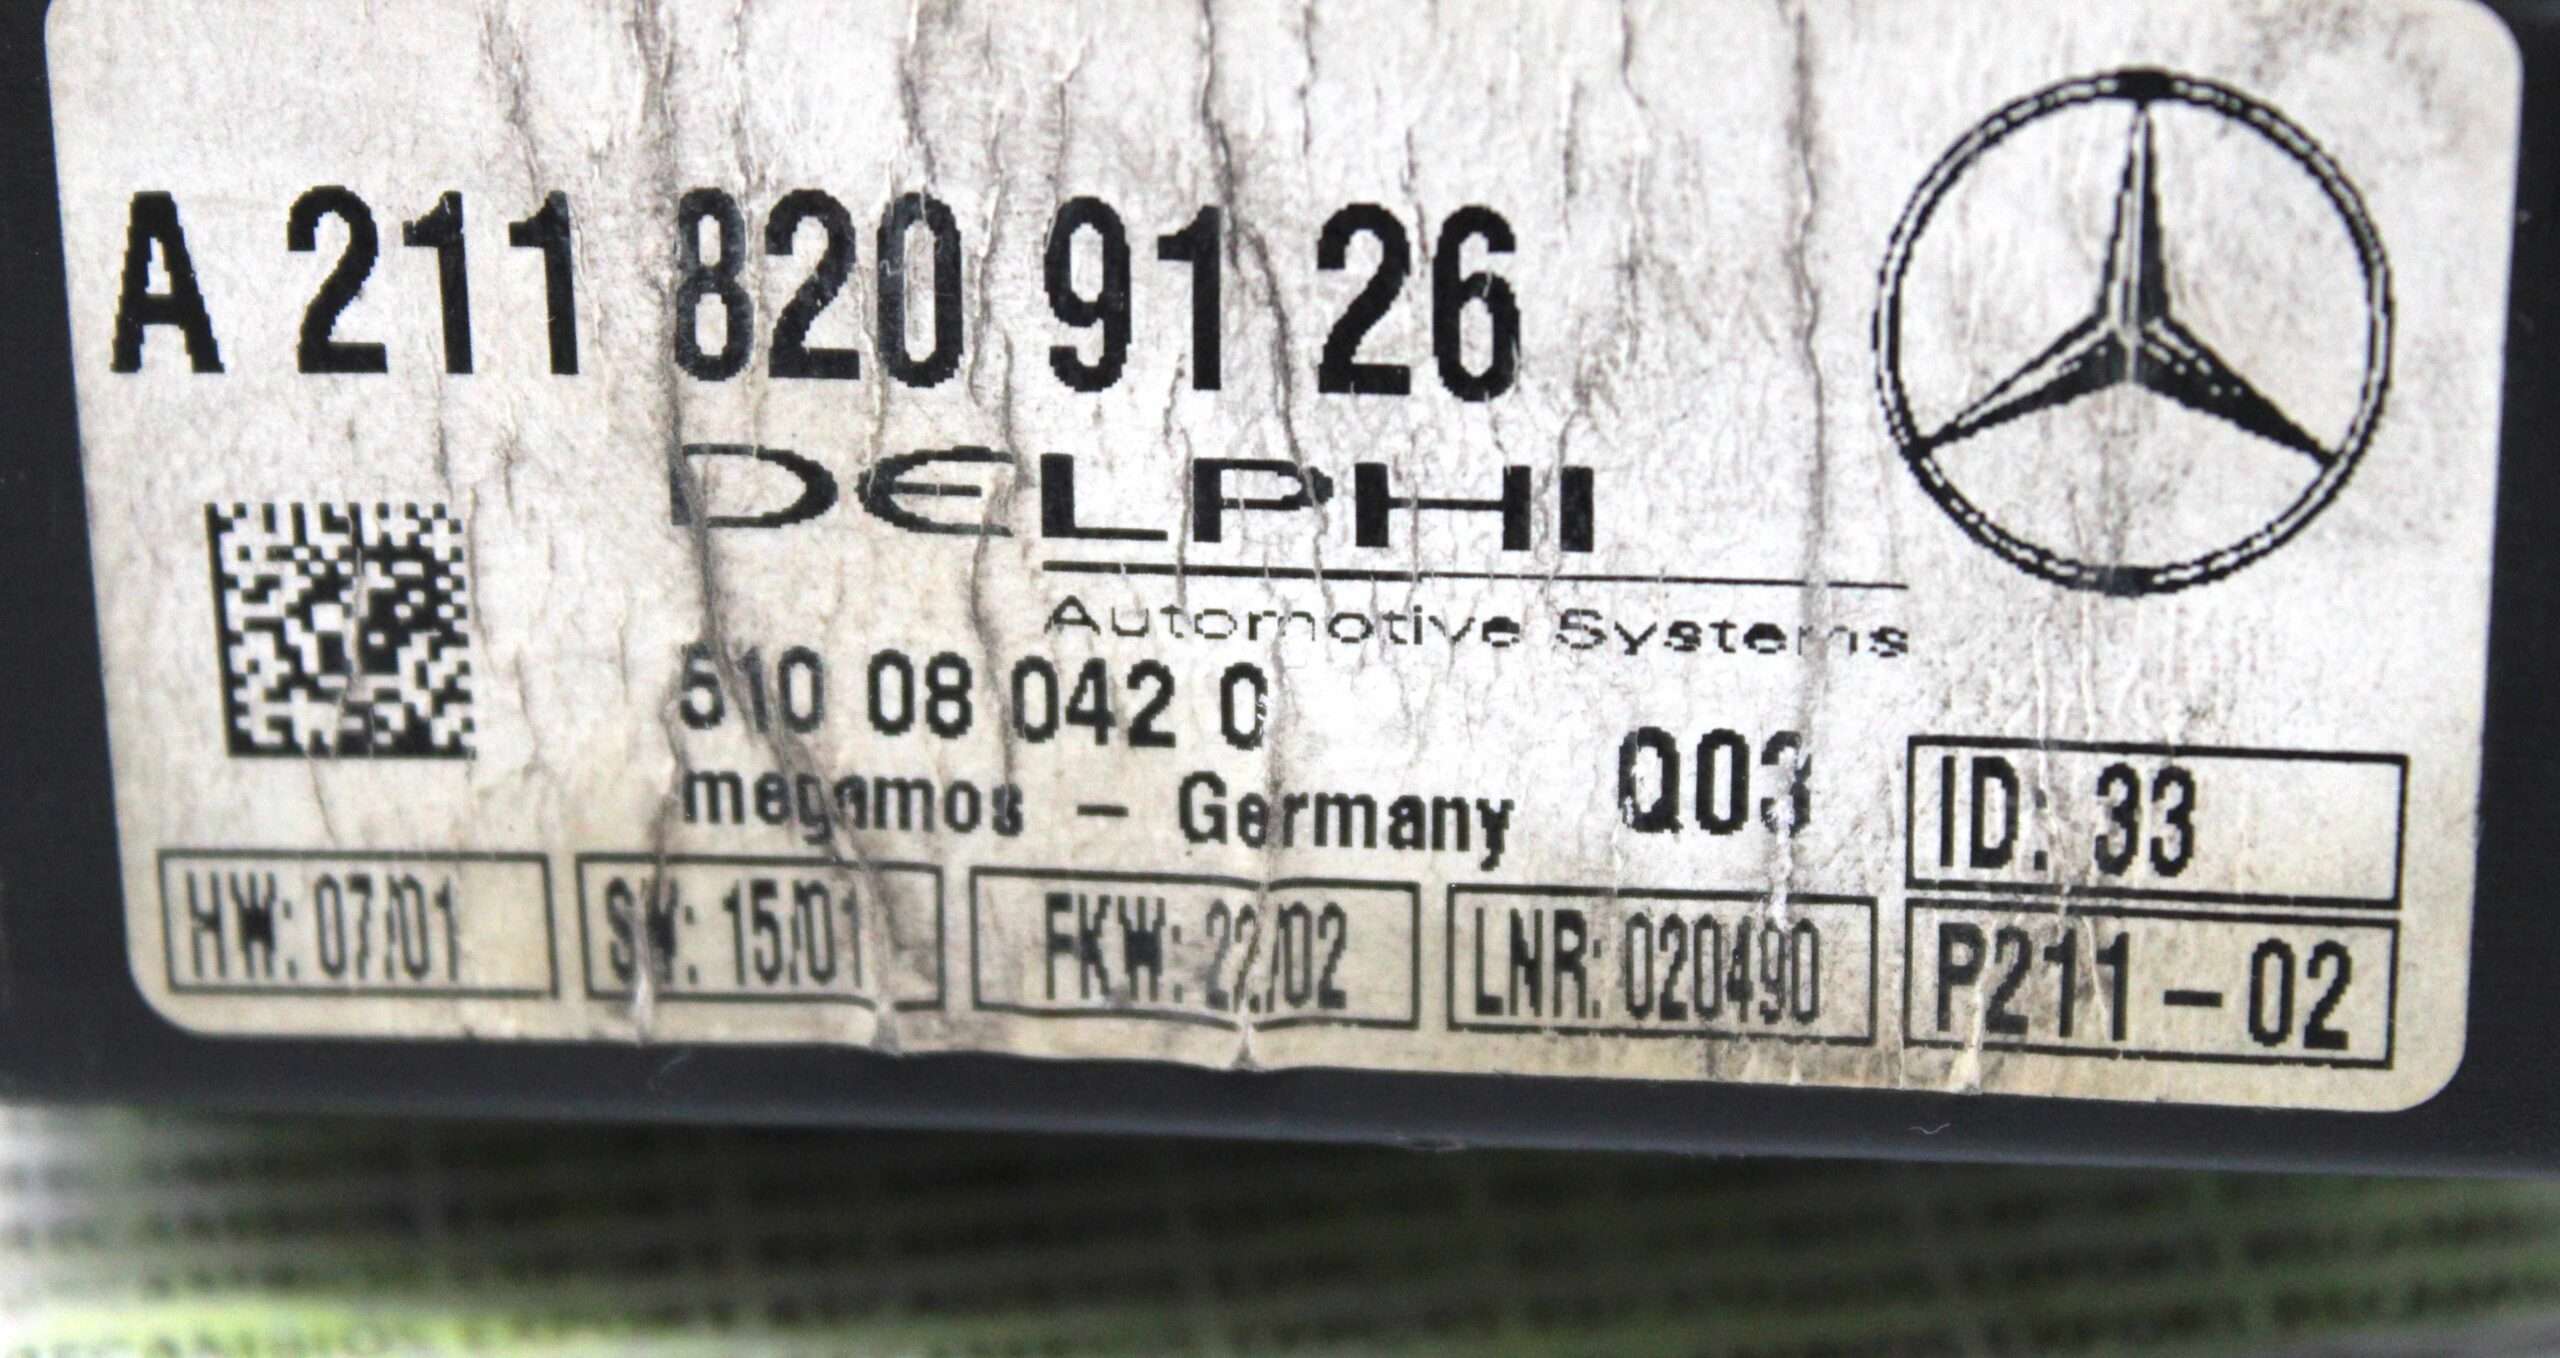 A 211 820 91 26
DELPHI
Automotive Systems
510 08 042 0
megamos - Germany
Q03
ID: 33
HW: 07/01
SW: 15/01
FKW: 22/02
LNR: 020490
P211-02